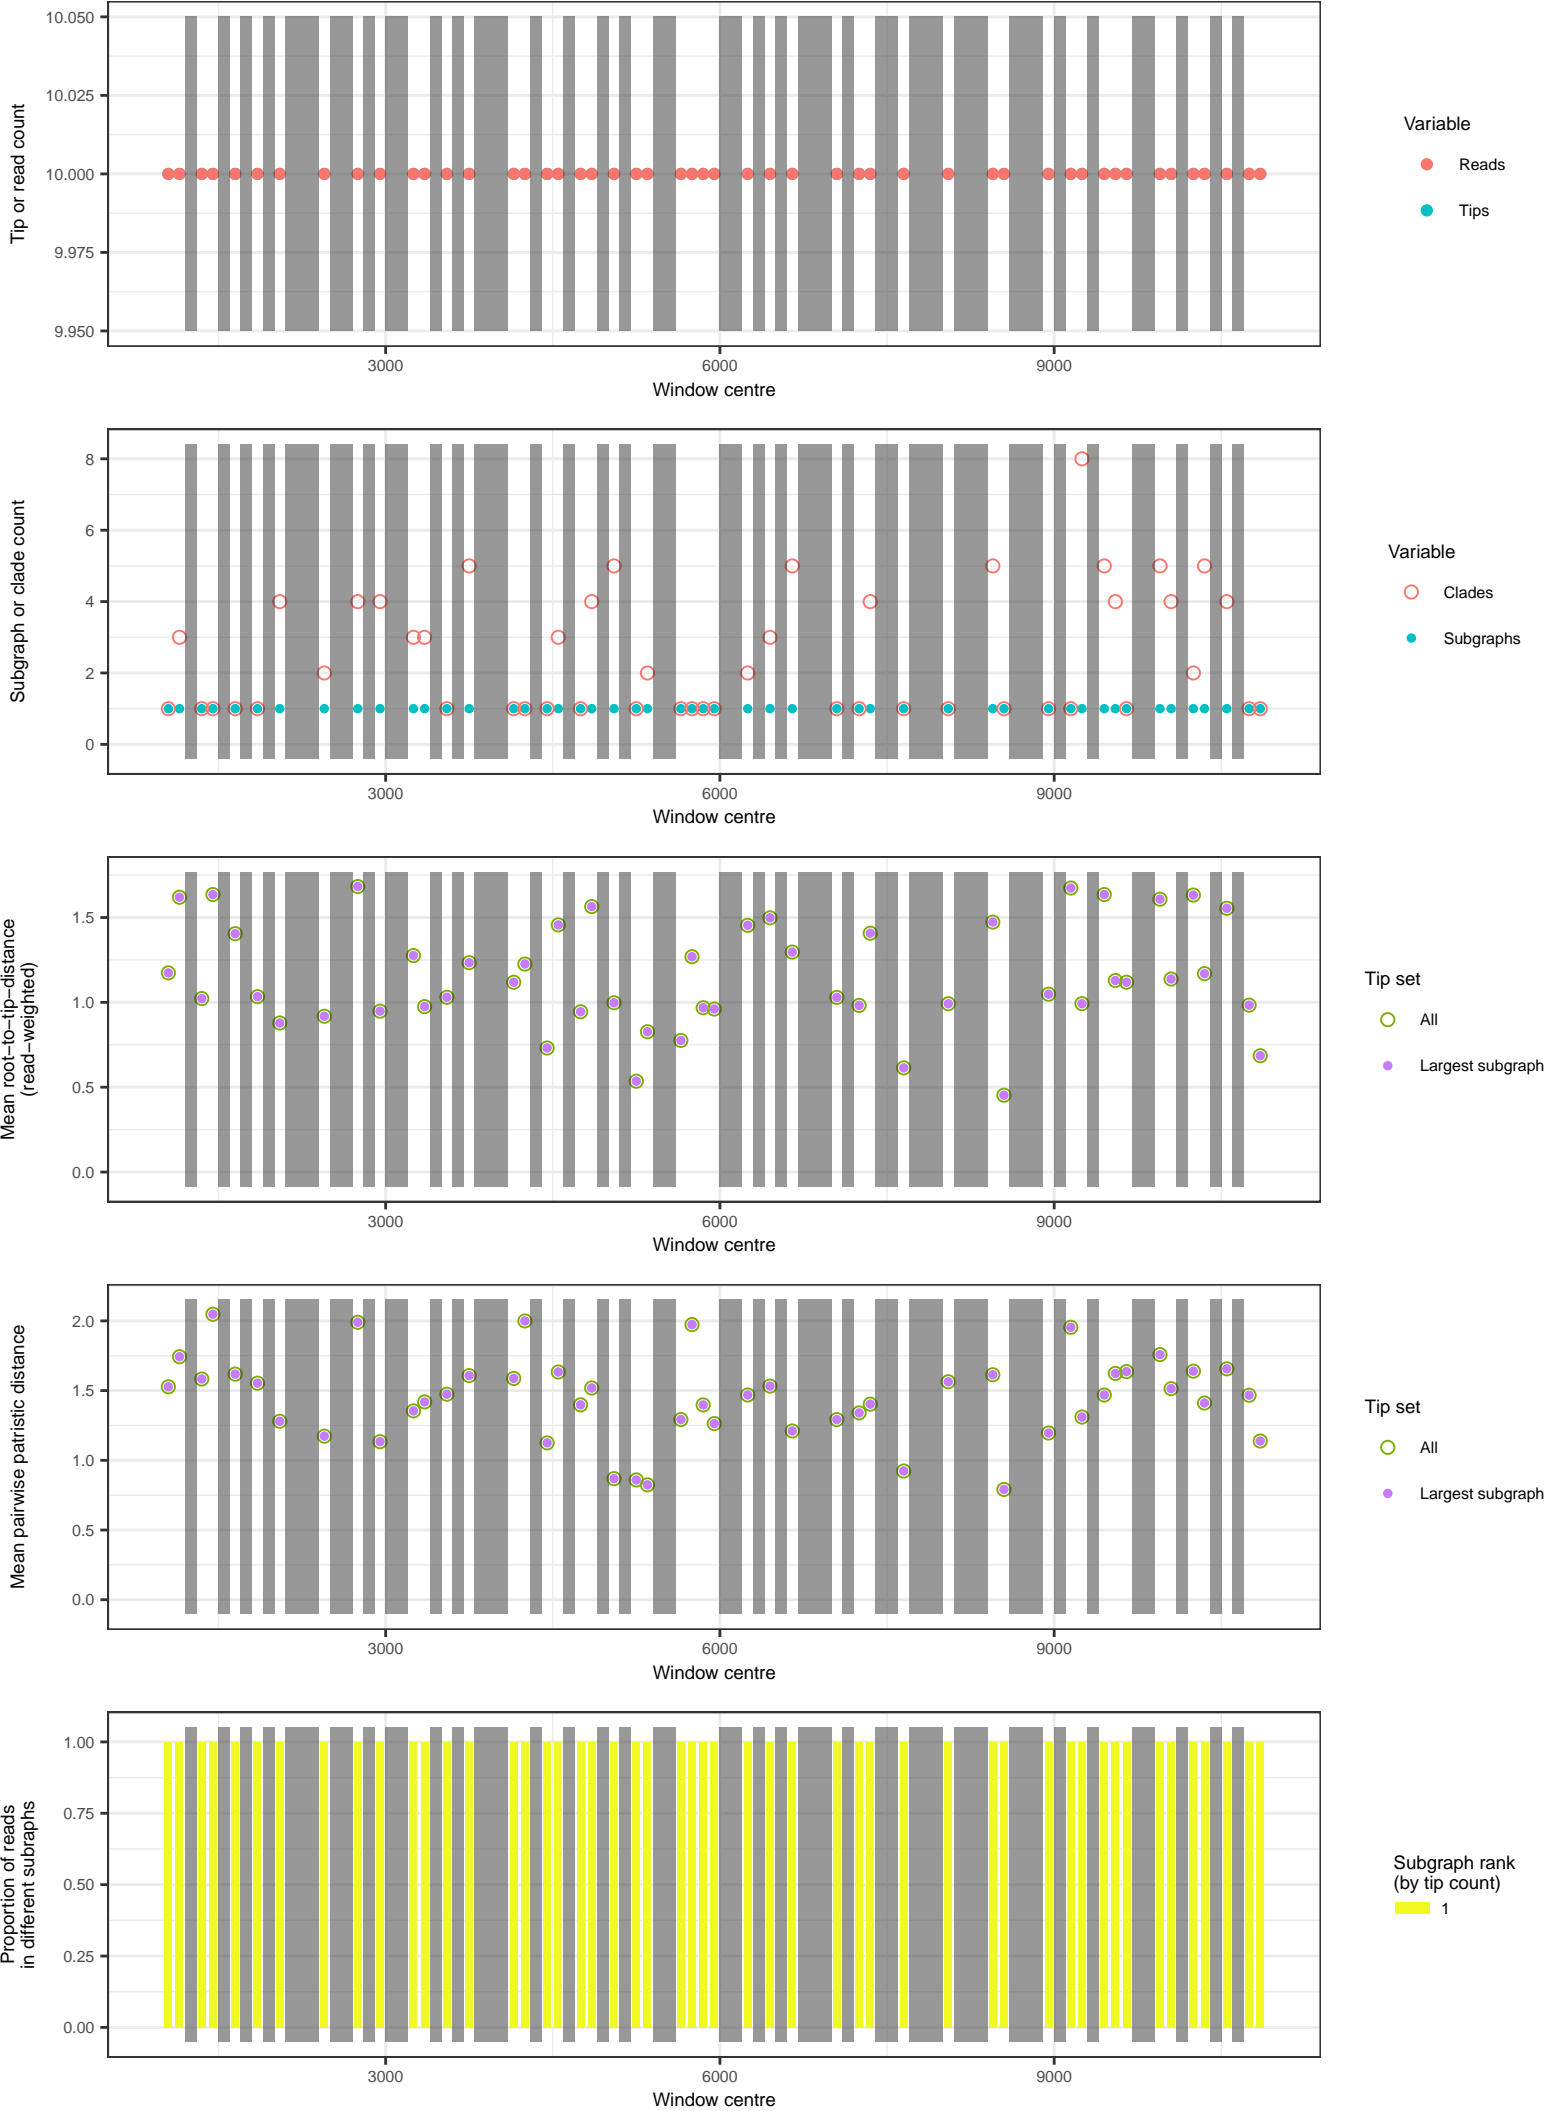 10.050
10.025
10.000
9.975
9.950
Tip or read count
3000 6000 9000
Window centre
Variable
Reads
Tips
8
6
4
2
0
Subgraph or clade count
3000 6000 9000
Window centre
Variable
Clades
Subgraphs
1.5
1.0
0.5
0.0
Mean root−to−tip−distance
(read−weighted)
3000 6000 9000
Window centre
Tip set
All
Largest subgraph
2.0
1.5
1.0
0.5
0.0
Mean pairwise patristic distance
3000 6000 9000
Window centre
Tip set
All
Largest subgraph
1.00
0.75
0.50
0.25
0.00
Proportion of reads
in different subraphs
3000 6000 9000
Window centre
Subgraph rank
(by tip count)
1